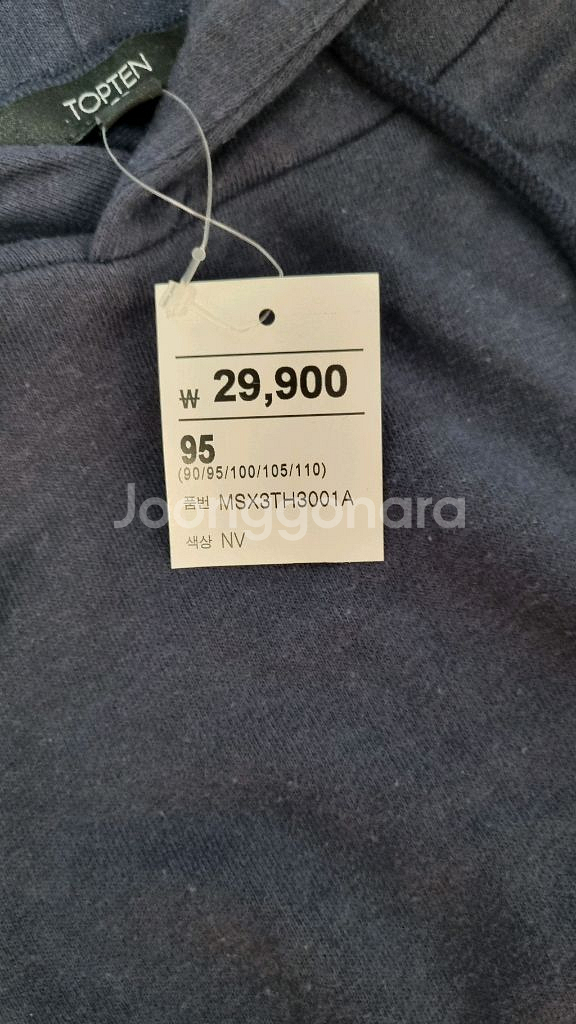 TOPTEN
₩ 29,900
95
(90/95/100/105/110)
품번 MSX3TH3001A
Joonggonara
색상 NV